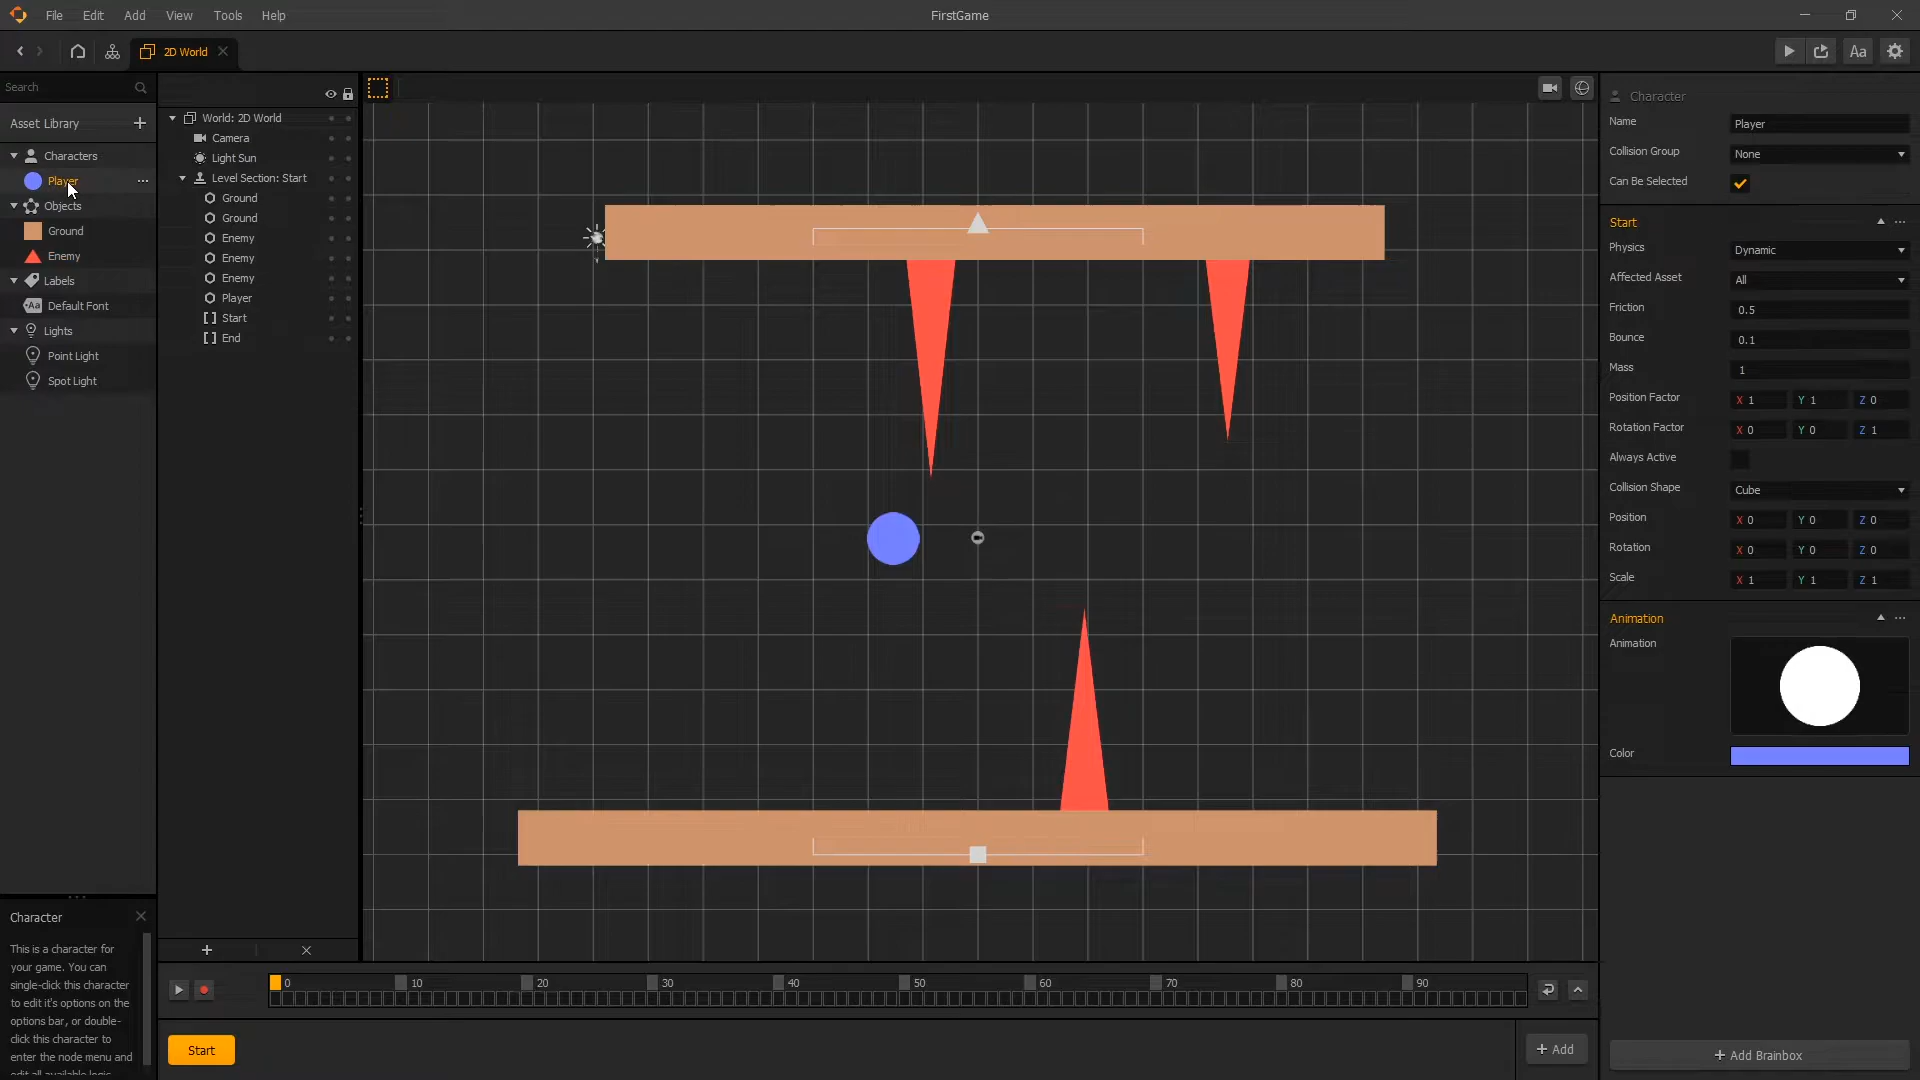 File Edit Add View Tools Help
FirstGame
2D World
Aa
Search
Asset Library
Characters
Player
Objects
Ground
Enemy
Labels
Aa Default Font
Lights
Point Light
Spot Light
World: 2D World
Camera
Light Sun
Level Section: Start
Ground
Ground
Enemy
Enemy
Enemy
Player
Start
End
Character
Name Player
Collision Group None
Can Be Selected
Start
Physics Dynamic
Affected Asset All
Friction 0.5
Bounce 0.1
Mass 1
Position Factor X 1 Y 1 Z 0
Rotation Factor X 0 Y 0 Z 1
Always Active
Collision Shape Cube
Position X 0 Y 0 Z 0
Rotation X 0 Y 0 Z 0
Scale X 1 Y 1 Z 1
Animation
Animation
Color
+ Add Brainbox
Character
This is a character for
your game. You can
single-click this character
to edit it's options on the
options bar, or double-
click this character to
enter the node menu and
edit all available logic
0 10 20 30 40 50 60 70 80 90
Start
+ Add